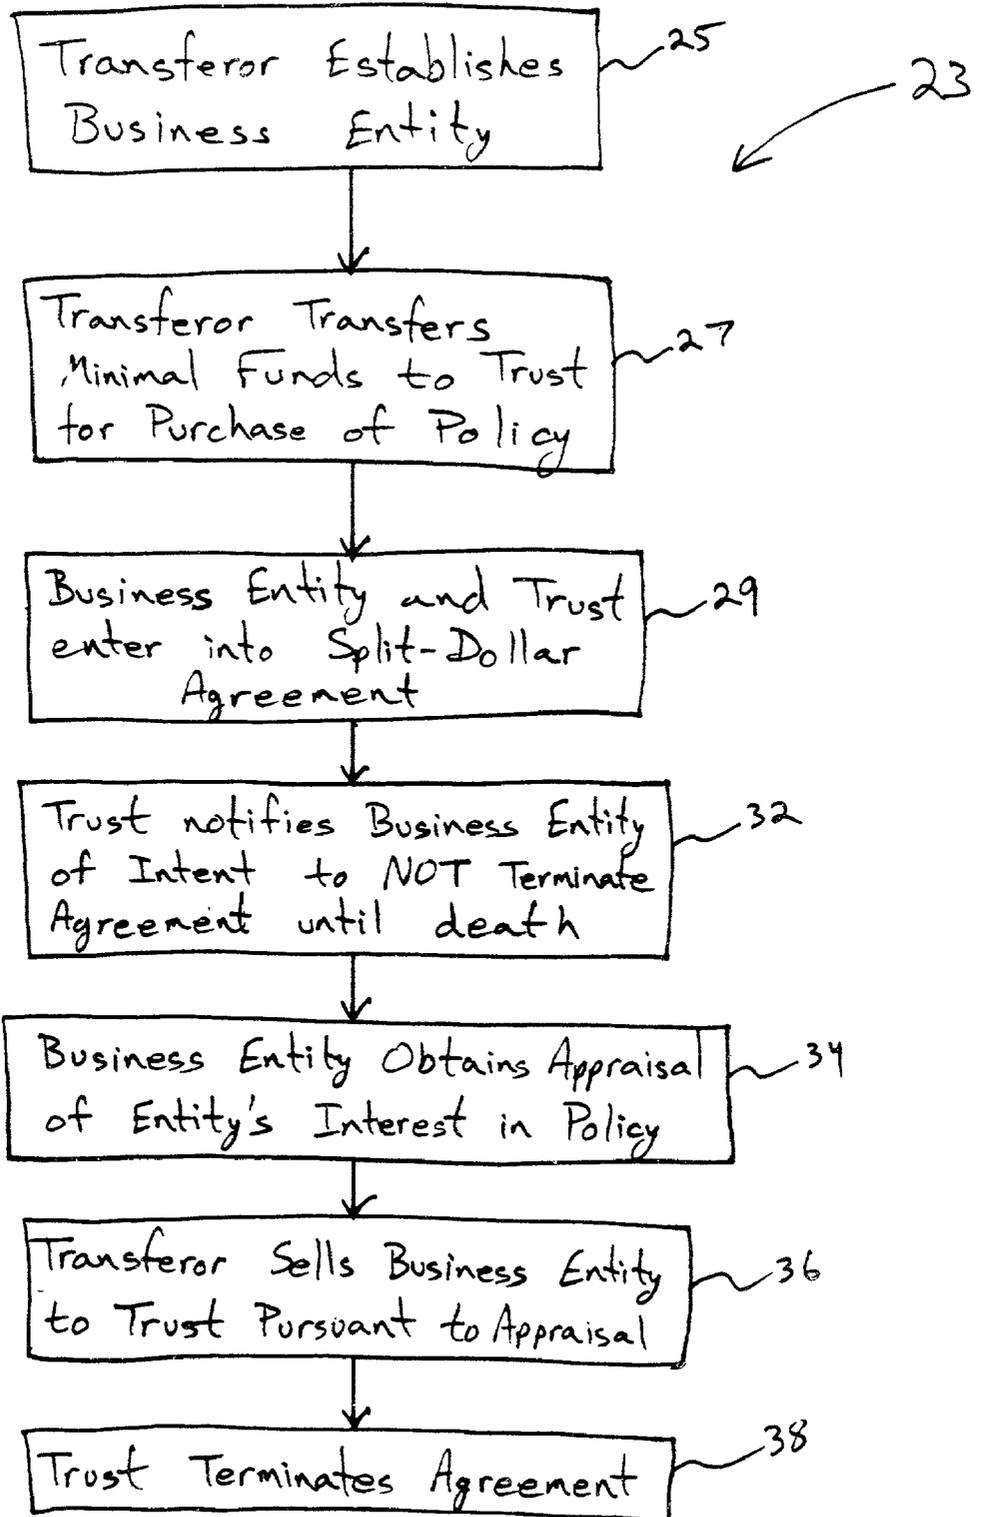 Transferor Establishes
Business Entity
25
23
Transferor Transfers
Minimal Funds to Trust
for Purchase of Policy
27
Business Entity and Trust
enter into Split-Dollar
Agreement
29
Trust notifies Business Entity
of Intent to NOT Terminate
Agreement until death
32
Business Entity Obtains Appraisal
of Entity's Interest in Policy
34
Transferor Sells Business Entity
to Trust Pursuant to Appraisal
36
Trust Terminates Agreement
38